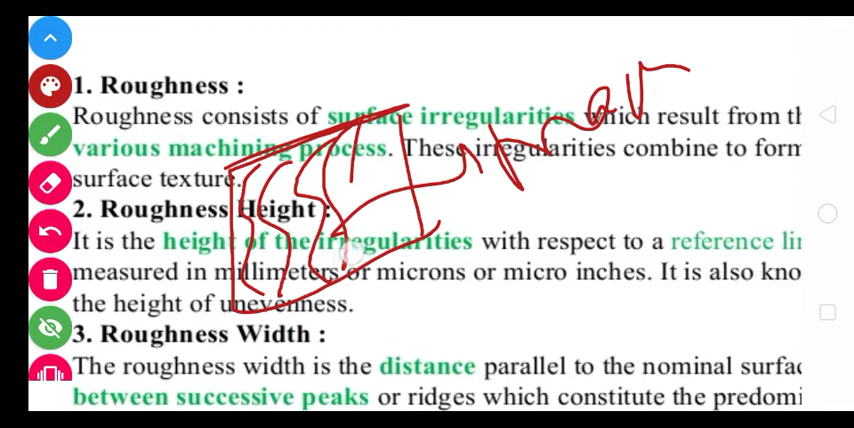 1. Roughness :
Roughness consists of surface irregularities which result from th
various machining process. These irregularities combine to form
surface texture.
2. Roughness Height :
It is the height of the irregularities with respect to a reference lin
measured in millimeters or microns or micro inches. It is also kno
the height of unevenness.
3. Roughness Width :
The roughness width is the distance parallel to the nominal surfac
between successive peaks or ridges which constitute the predomi